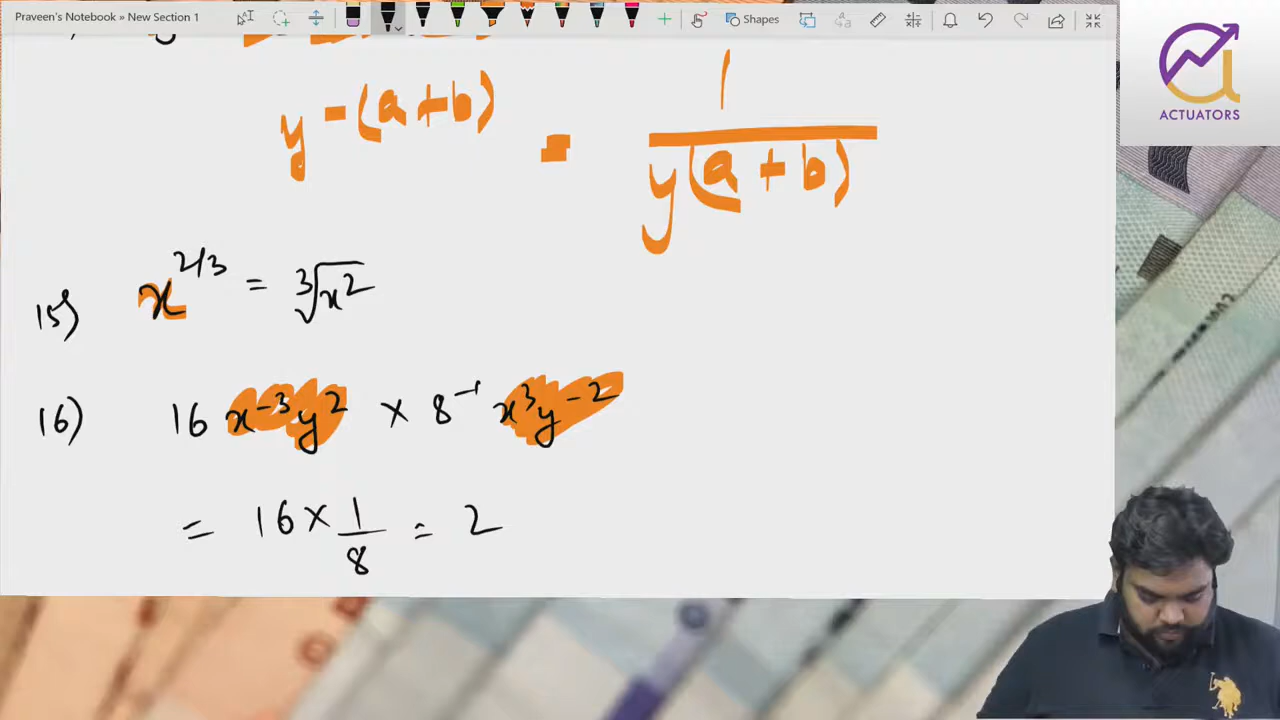 Praveen's Notebook » New Section 1
Shapes
ACTUATORS
y^-(a+b) = 1/y^(a+b)
15) x^2/3 = ³√x²
16) 16 x^-3 y^2 × 8^-1 x^3 y^-2
= 16 × 1/8 = 2